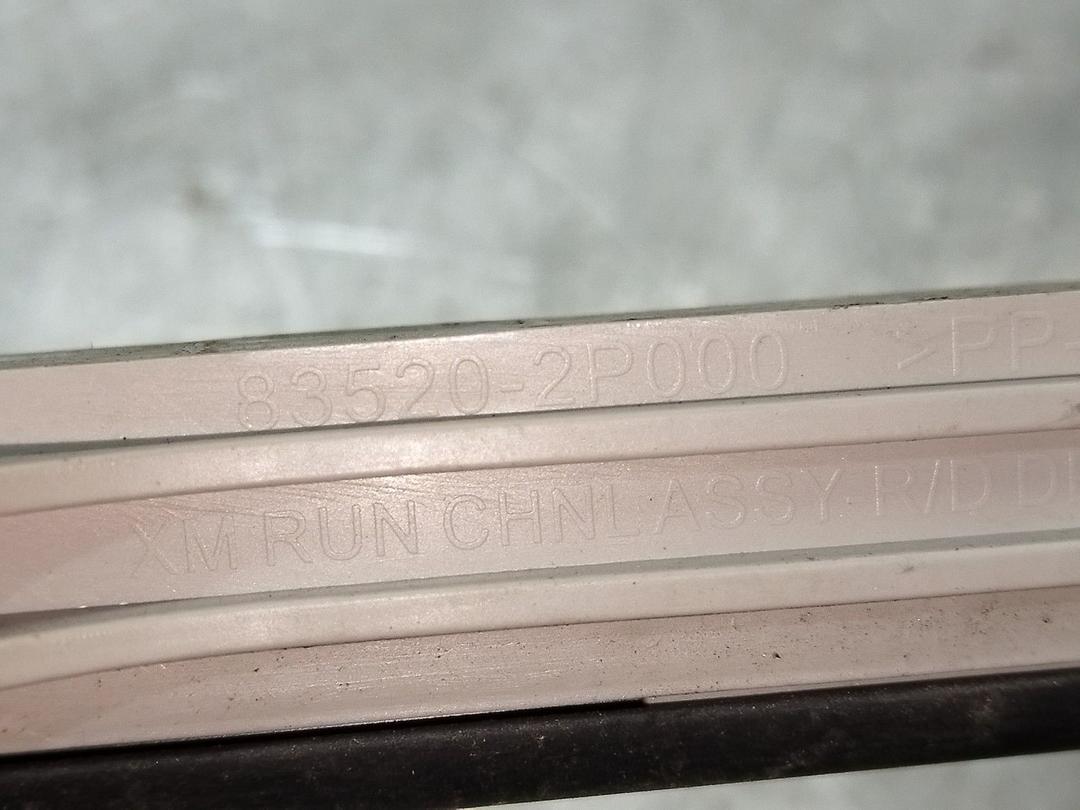 83520-2P000 >PP-
XM RUN CHNL ASSY R/D